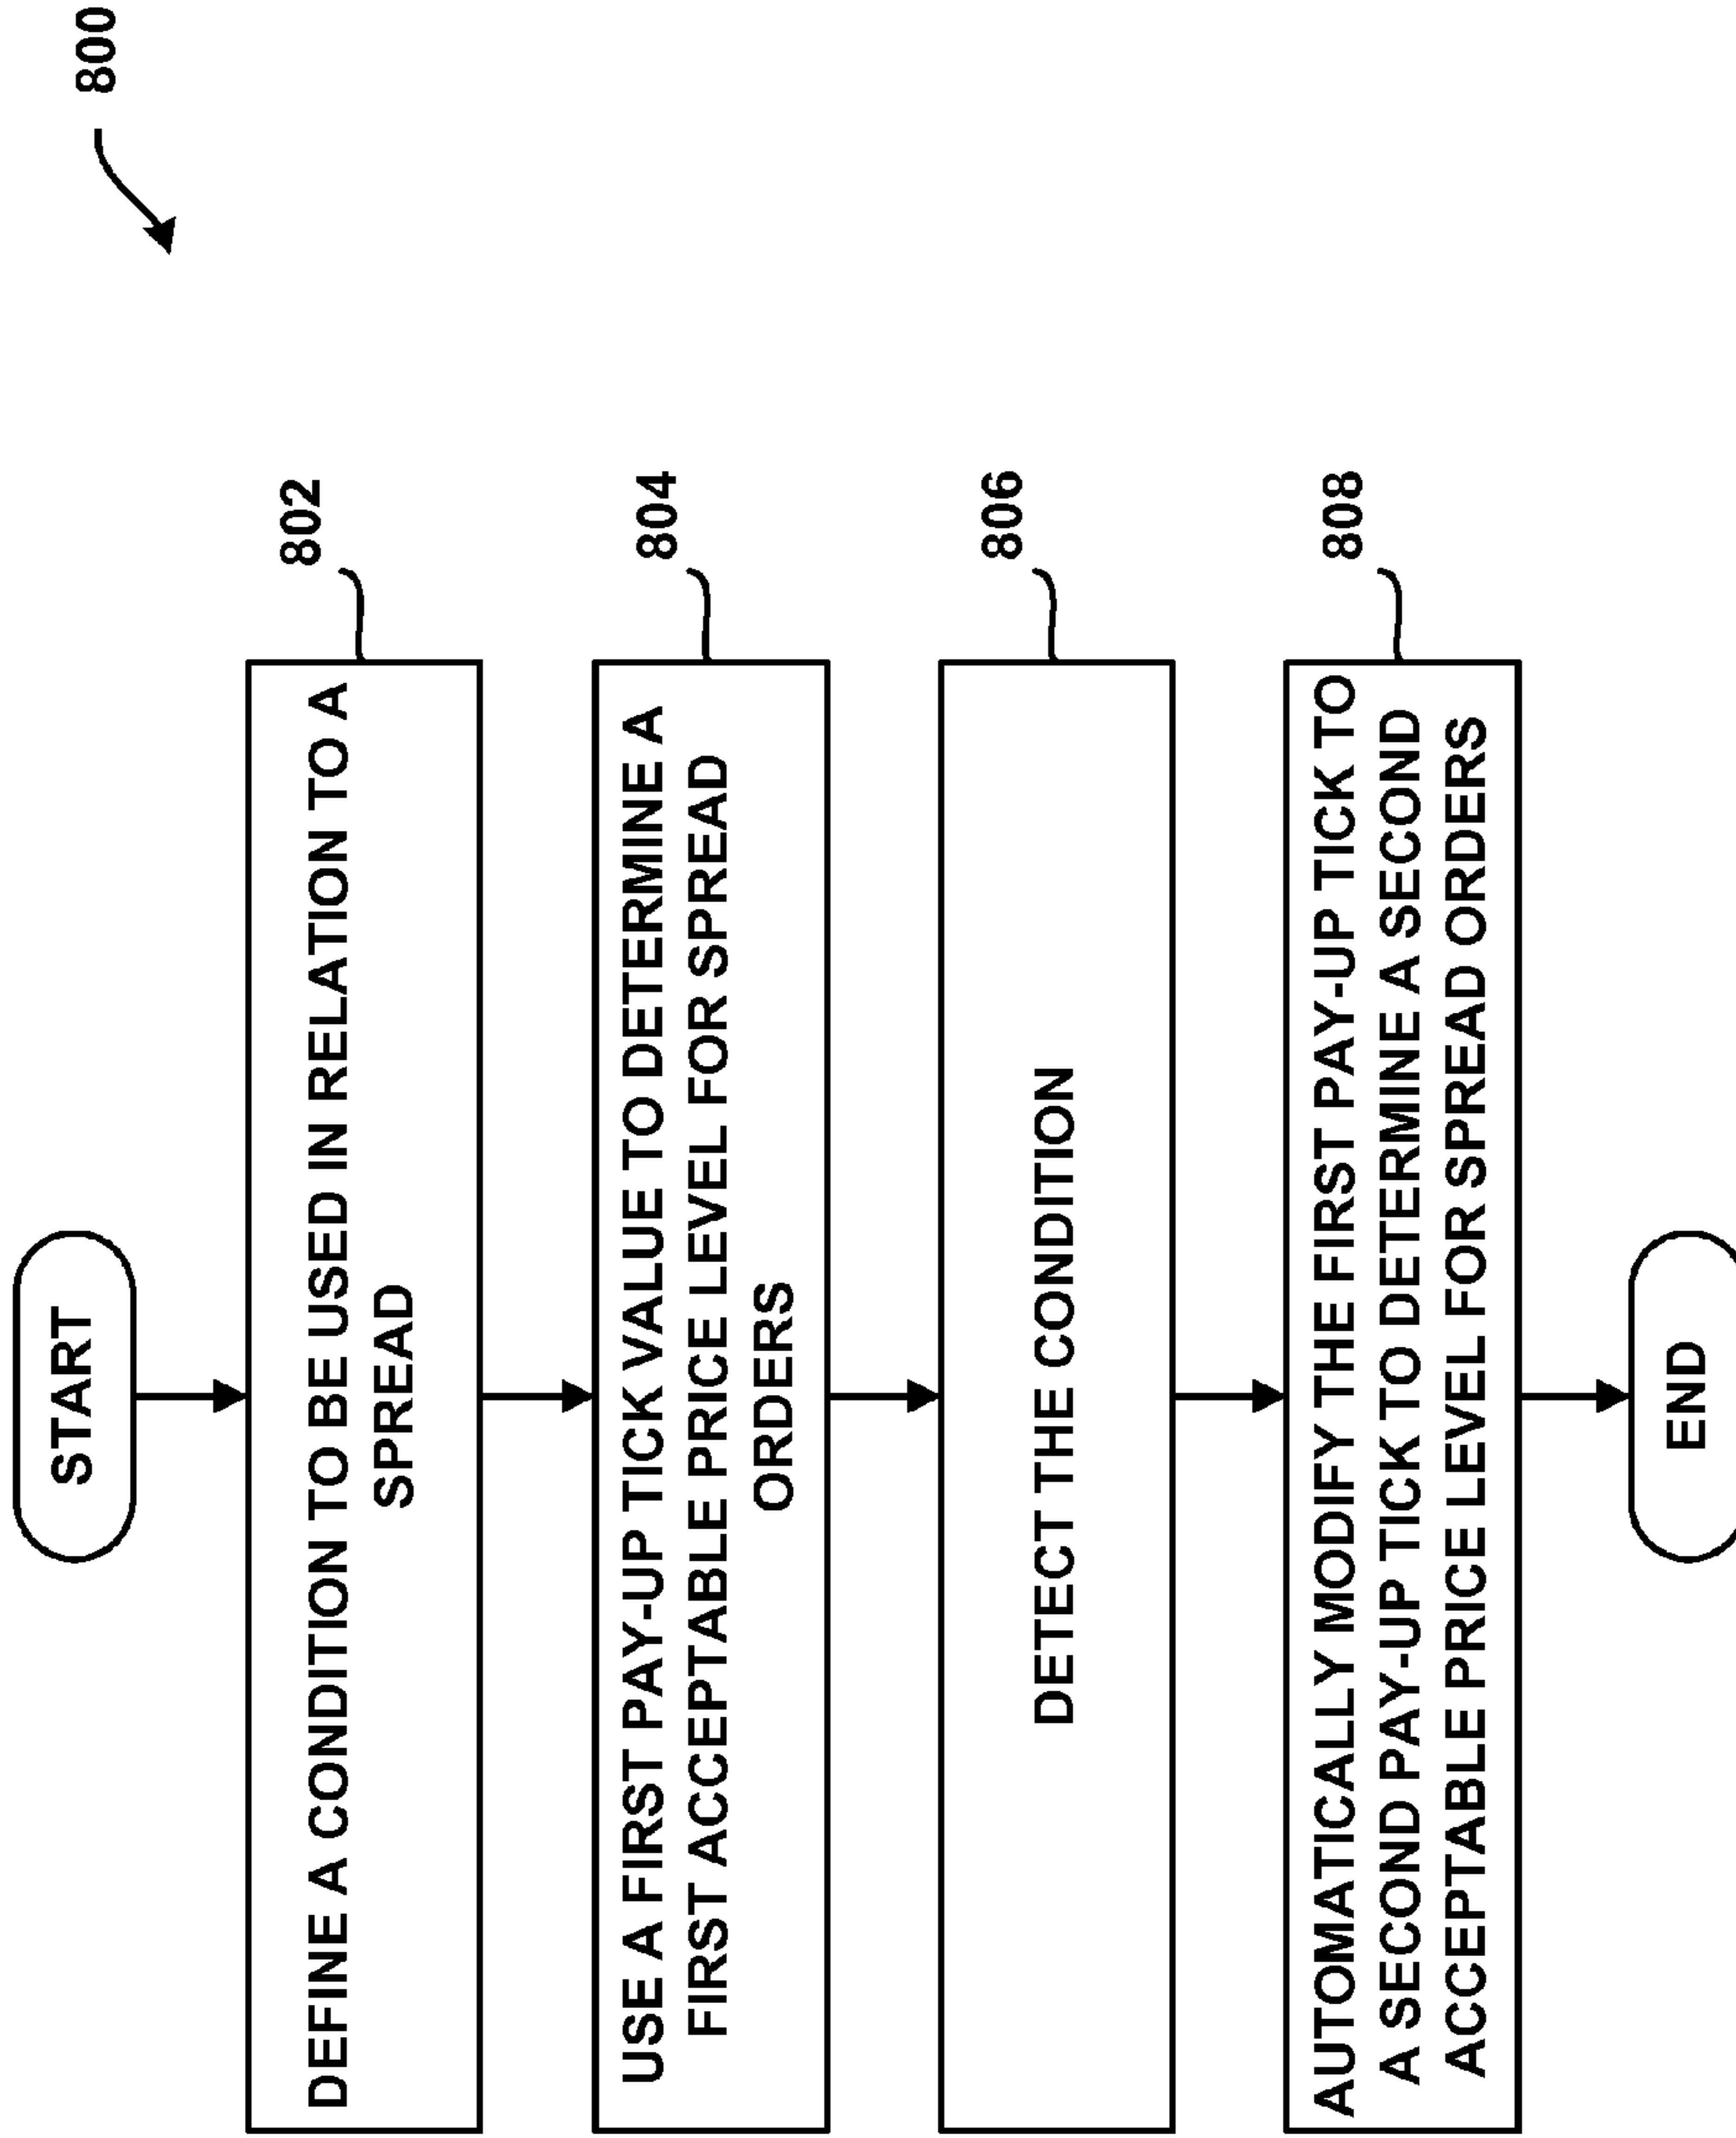 800
START
DEFINE A CONDITION TO BE USED IN RELATION TO A
SPREAD
802
USE A FIRST PAY-UP TICK VALUE TO DETERMINE A
FIRST ACCEPTABLE PRICE LEVEL FOR SPREAD
ORDERS
804
DETECT THE CONDITION
806
AUTOMATICALLY MODIFY THE FIRST PAY-UP TICK TO
A SECOND PAY-UP TICK TO DETERMINE A SECOND
ACCEPTABLE PRICE LEVEL FOR SPREAD ORDERS
808
END